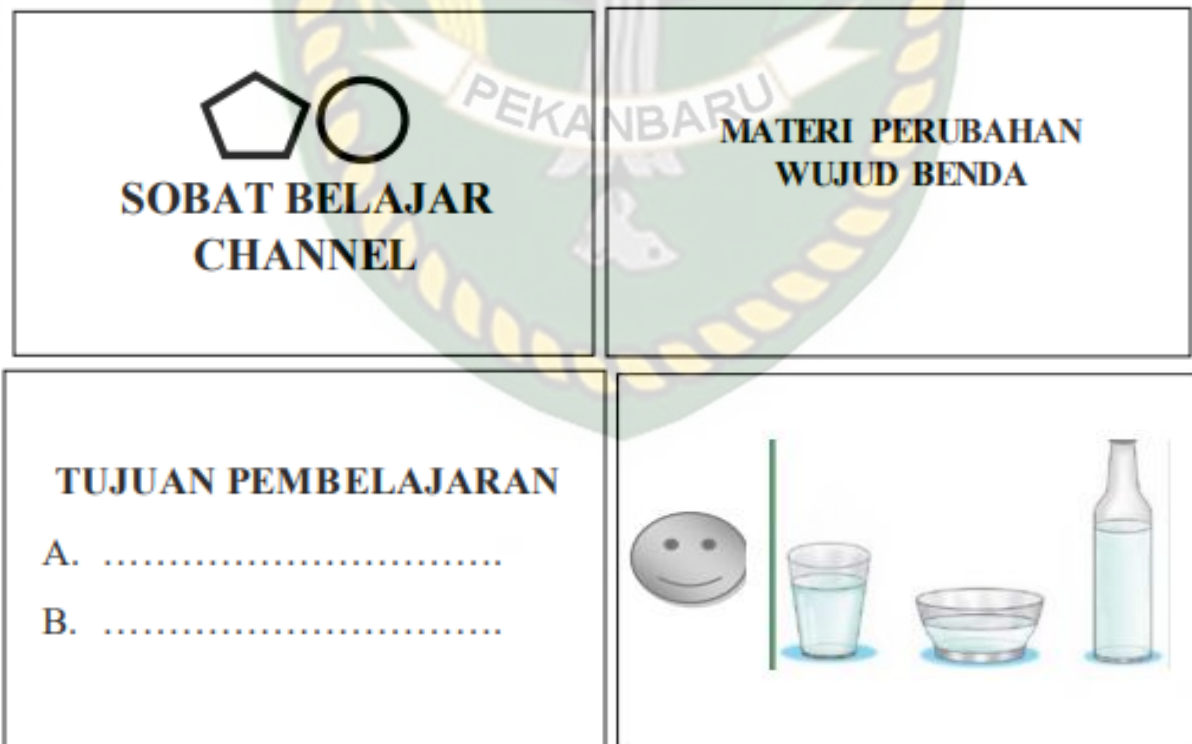 PEKANBARU
SOBAT BELAJAR
CHANNEL
MATERI PERUBAHAN
WUJUD BENDA
TUJUAN PEMBELAJARAN
A. ...............................
B. ...............................